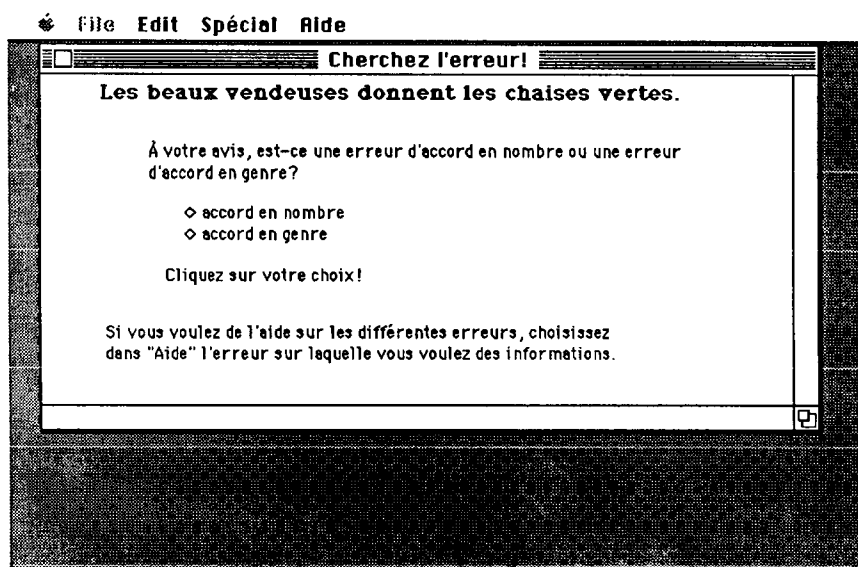 File Edit Spécial Aide
Cherchez l'erreur!
Les beaux vendeuses donnent les chaises vertes.
À votre avis, est-ce une erreur d'accord en nombre ou une erreur
d'accord en genre?
◇ accord en nombre
◇ accord en genre
Cliquez sur votre choix!
Si vous voulez de l'aide sur les différentes erreurs, choisissez
dans "Aide" l'erreur sur laquelle vous voulez des informations.